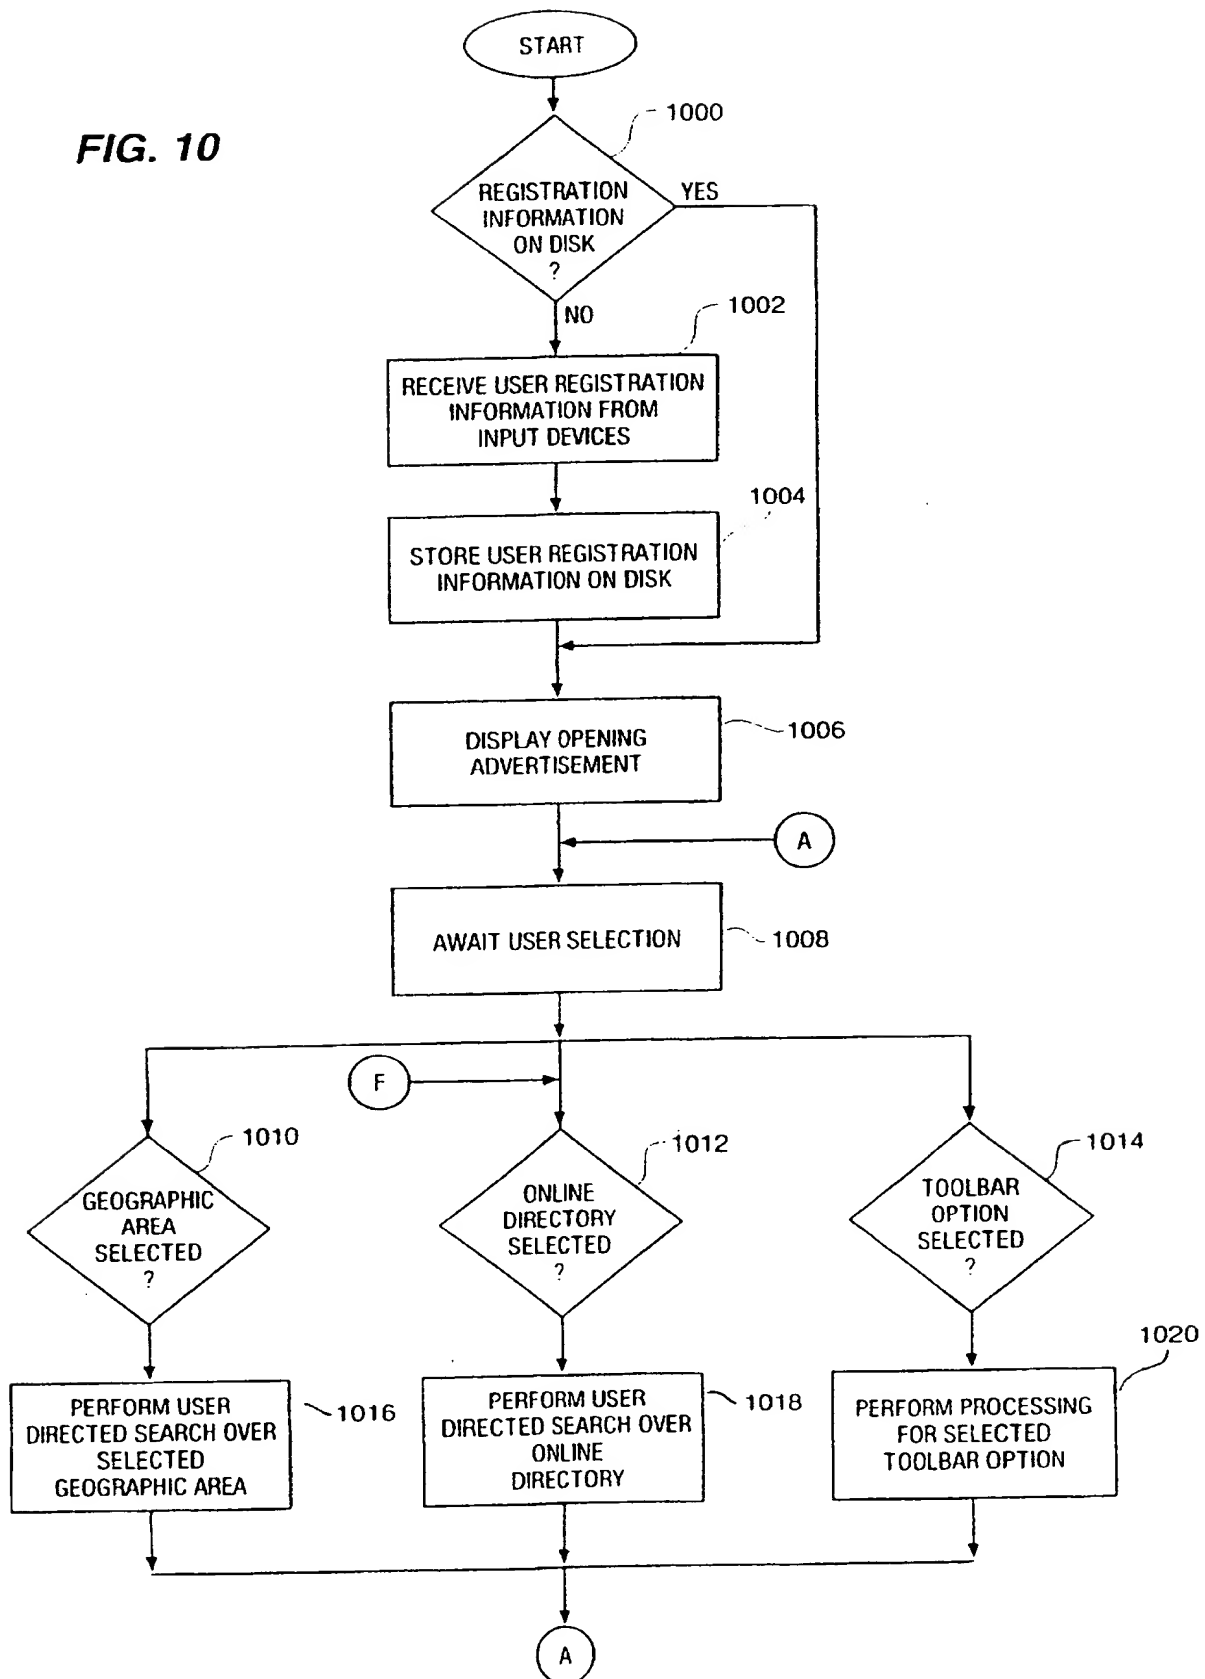 START
FIG. 10
1000
REGISTRATION
INFORMATION
ON DISK
?
YES
NO
1002
RECEIVE USER REGISTRATION
INFORMATION FROM
INPUT DEVICES
1004
STORE USER REGISTRATION
INFORMATION ON DISK
DISPLAY OPENING
ADVERTISEMENT
1006
A
AWAIT USER SELECTION
1008
F
1010
GEOGRAPHIC
AREA
SELECTED
?
1012
ONLINE
DIRECTORY
SELECTED
?
1014
TOOLBAR
OPTION
SELECTED
?
PERFORM USER
DIRECTED SEARCH OVER
SELECTED
GEOGRAPHIC AREA
1016
PERFORM USER
DIRECTED SEARCH OVER
ONLINE
DIRECTORY
1018
1020
PERFORM PROCESSING
FOR SELECTED
TOOLBAR OPTION
A